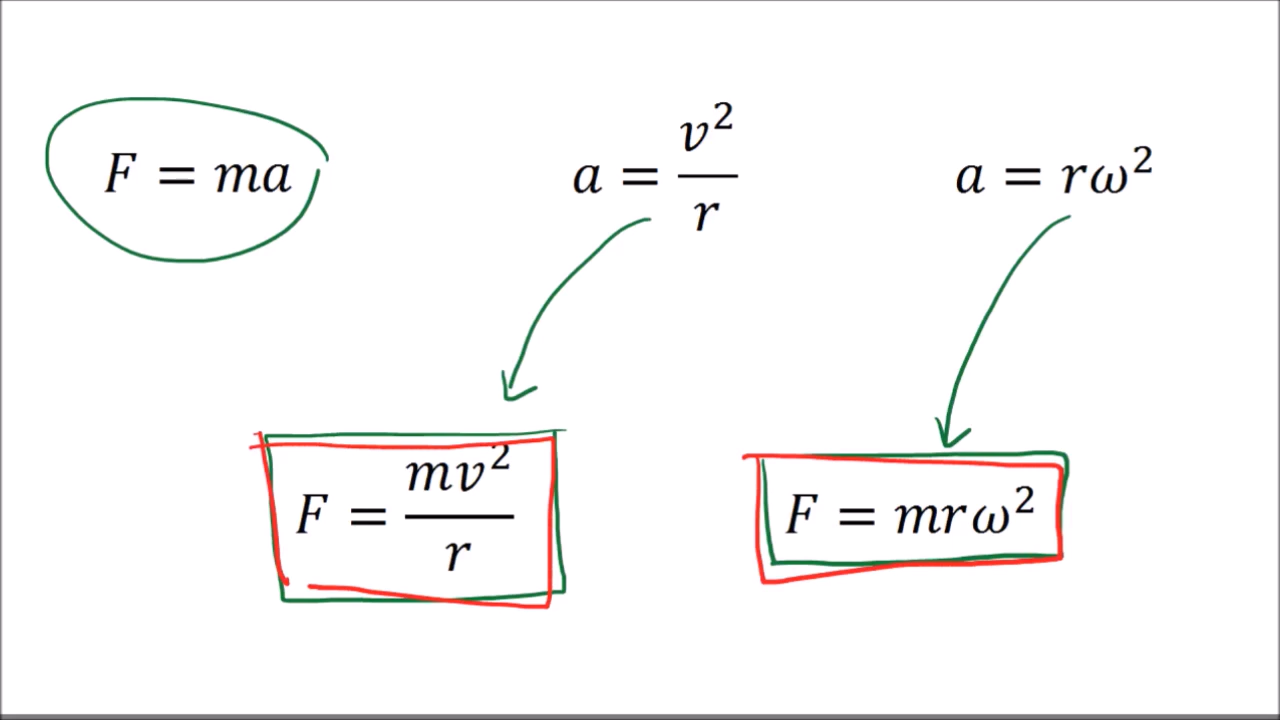 F = ma
a = v²/r
a = rω²
F = mv²/r
F = mrω²